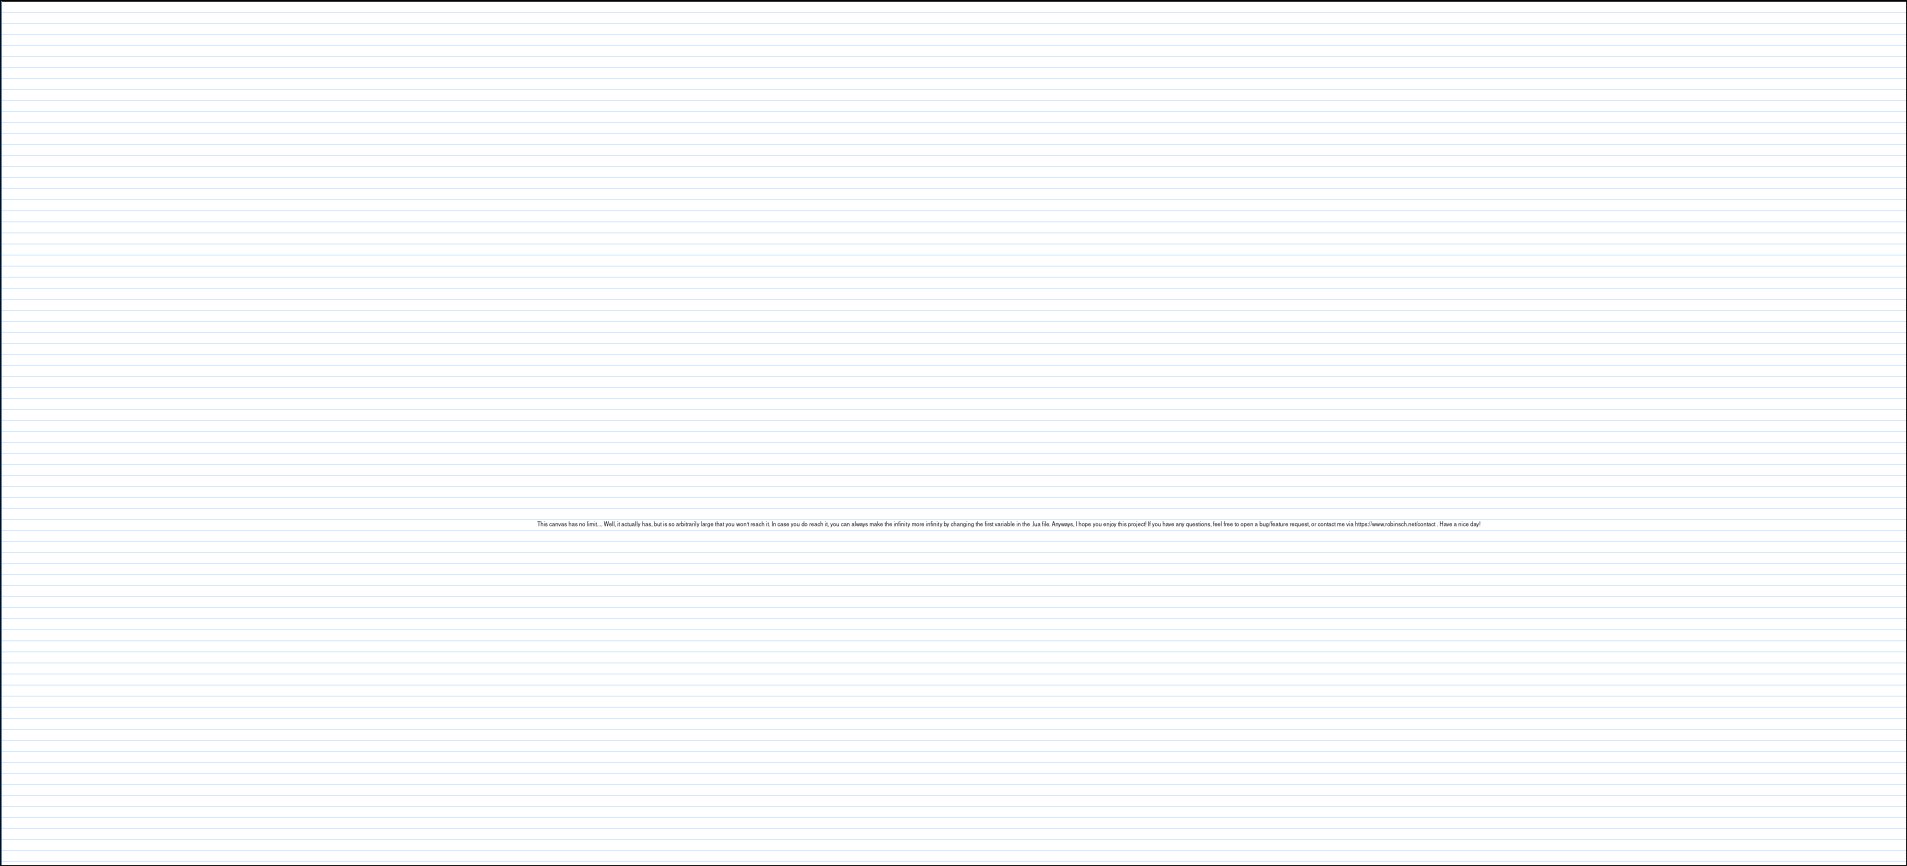 This canvas has no limit... Well, it actually has, but is so arbitrarily large that you won't reach it. In case you do reach it, you can always make the infinity more infinity by changing the first variable in the .lua file. Anyways, I hope you enjoy this project! If you have any questions, feel free to open a bug/feature request, or contact me via https://www.robinsch.net/contact . Have a nice day!